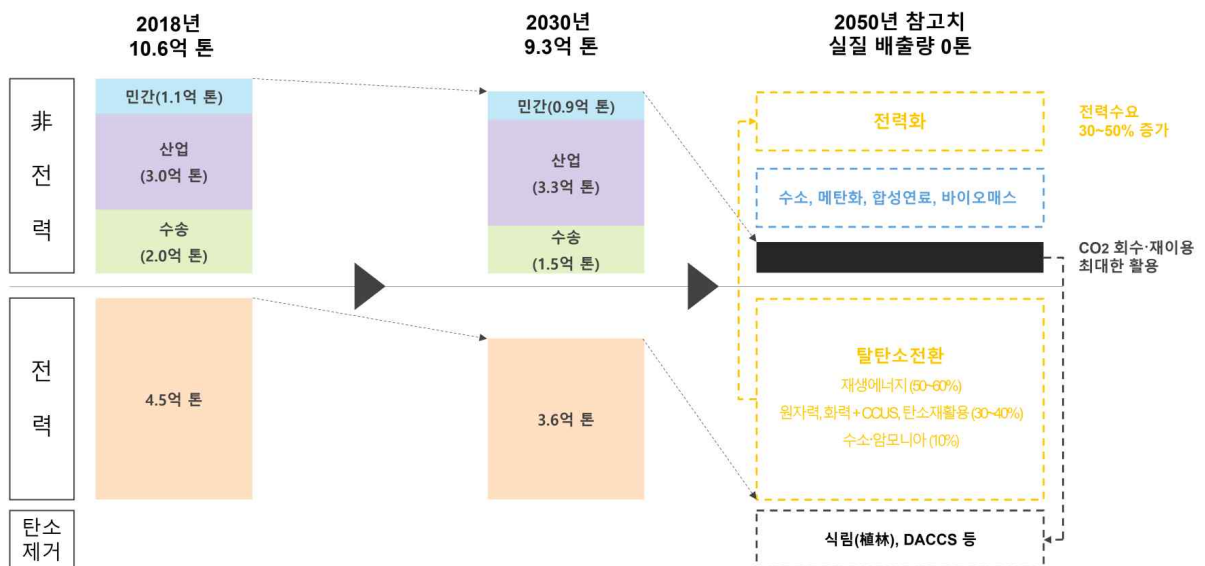 2018년
10.6억 톤
2030년
9.3억 톤
2050년 참고치
실질 배출량 0톤
非
전
력
민간(1.1억 톤)
산업
(3.0억 톤)
수송
(2.0억 톤)
민간(0.9억 톤)
산업
(3.3억 톤)
수송
(1.5억 톤)
전력화
전력수요
30~50% 증가
수소, 메탄화, 합성연료, 바이오매스
CO2 회수·재이용
최대한 활용
전
력
4.5억 톤
3.6억 톤
탈탄소전환
재생에너지 (50~60%)
원자력, 화력 + CCUS, 탄소재활용 (30~40%)
수소·암모니아 (10%)
탄소
제거
식림(植林), DACCS 등